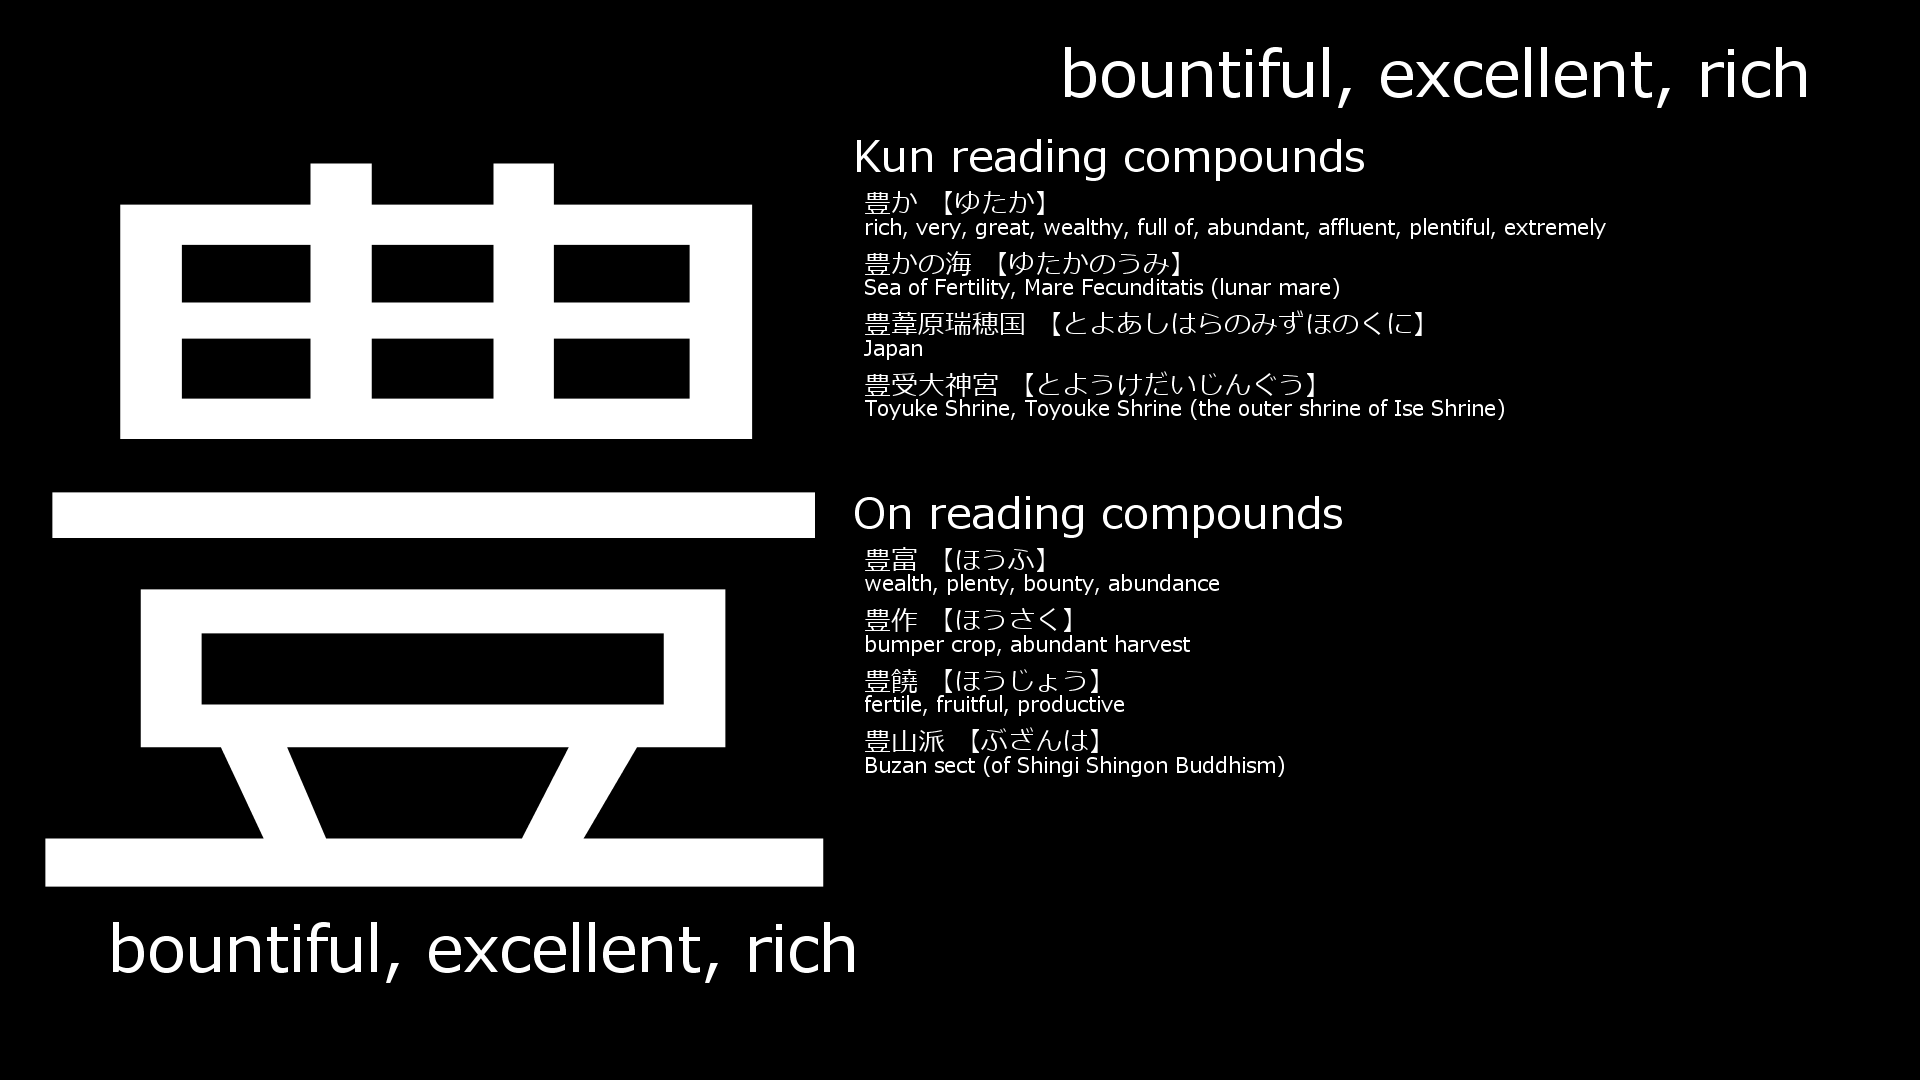 豊
bountiful, excellent, rich
bountiful, excellent, rich
Kun reading compounds
豊か 【ゆたか】
rich, very, great, wealthy, full of, abundant, affluent, plentiful, extremely
豊かの海 【ゆたかのうみ】
Sea of Fertility, Mare Fecunditatis (lunar mare)
豊葦原瑞穂国 【とよあしはらのみずほのくに】
Japan
豊受大神宮 【とようけだいじんぐう】
Toyuke Shrine, Toyouke Shrine (the outer shrine of Ise Shrine)
On reading compounds
豊富 【ほうふ】
wealth, plenty, bounty, abundance
豊作 【ほうさく】
bumper crop, abundant harvest
豊饒 【ほうじょう】
fertile, fruitful, productive
豊山派 【ぶざんは】
Buzan sect (of Shingi Shingon Buddhism)